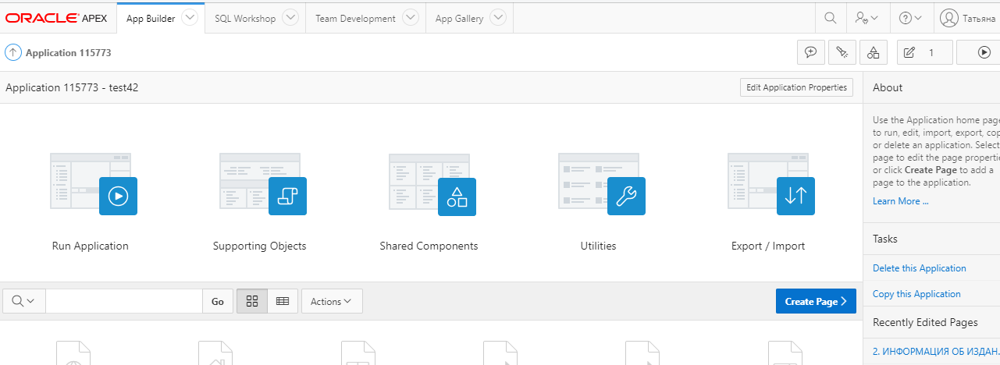 ORACLE APEX App Builder SQL Workshop Team Development App Gallery Татьяна
Application 115773 1
Application 115773 - test42 Edit Application Properties About
Use the Application home page
to run, edit, import, export, cop
or delete an application. Select
page to edit the page propertie
or click Create Page to add a
page to the application.
Learn More ...
Run Application Supporting Objects Shared Components Utilities Export / Import
Tasks
Delete this Application
Copy this Application
Go Actions Create Page
Recently Edited Pages
2. ИНФОРМАЦИЯ ОБ ИЗДАН.